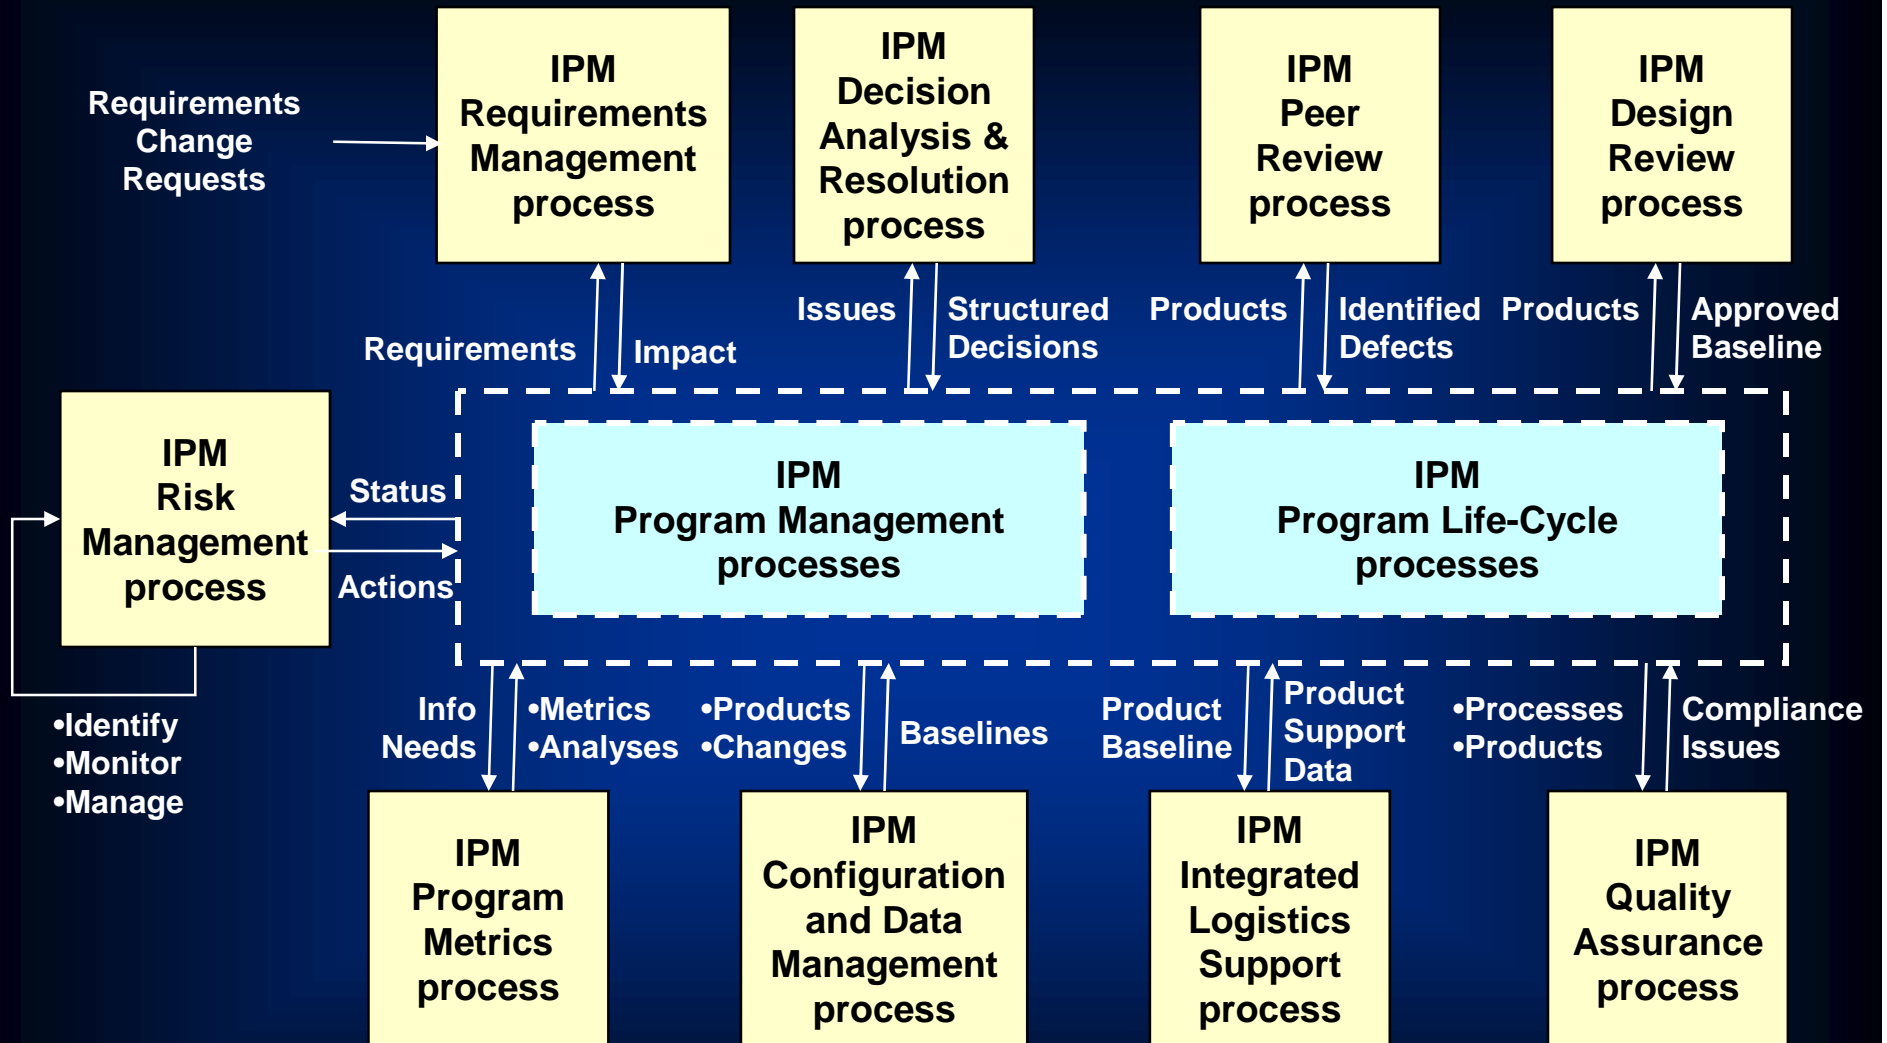 IPM
Requirements
Management
process
IPM
Decision
Analysis &
Resolution
process
IPM
Peer
Review
process
IPM
Design
Review
process
Requirements
Change
Requests
Requirements
Impact
Issues
Structured
Decisions
Products
Identified
Defects
Products
Approved
Baseline
IPM
Risk
Management
process
Status
Actions
IPM
Program Management
processes
IPM
Program Life-Cycle
processes
•Identify
•Monitor
•Manage
Info
Needs
•Metrics
•Analyses
•Products
•Changes
Baselines
Product
Baseline
Product
Support
Data
•Processes
•Products
Compliance
Issues
IPM
Program
Metrics
process
IPM
Configuration
and Data
Management
process
IPM
Integrated
Logistics
Support
process
IPM
Quality
Assurance
process